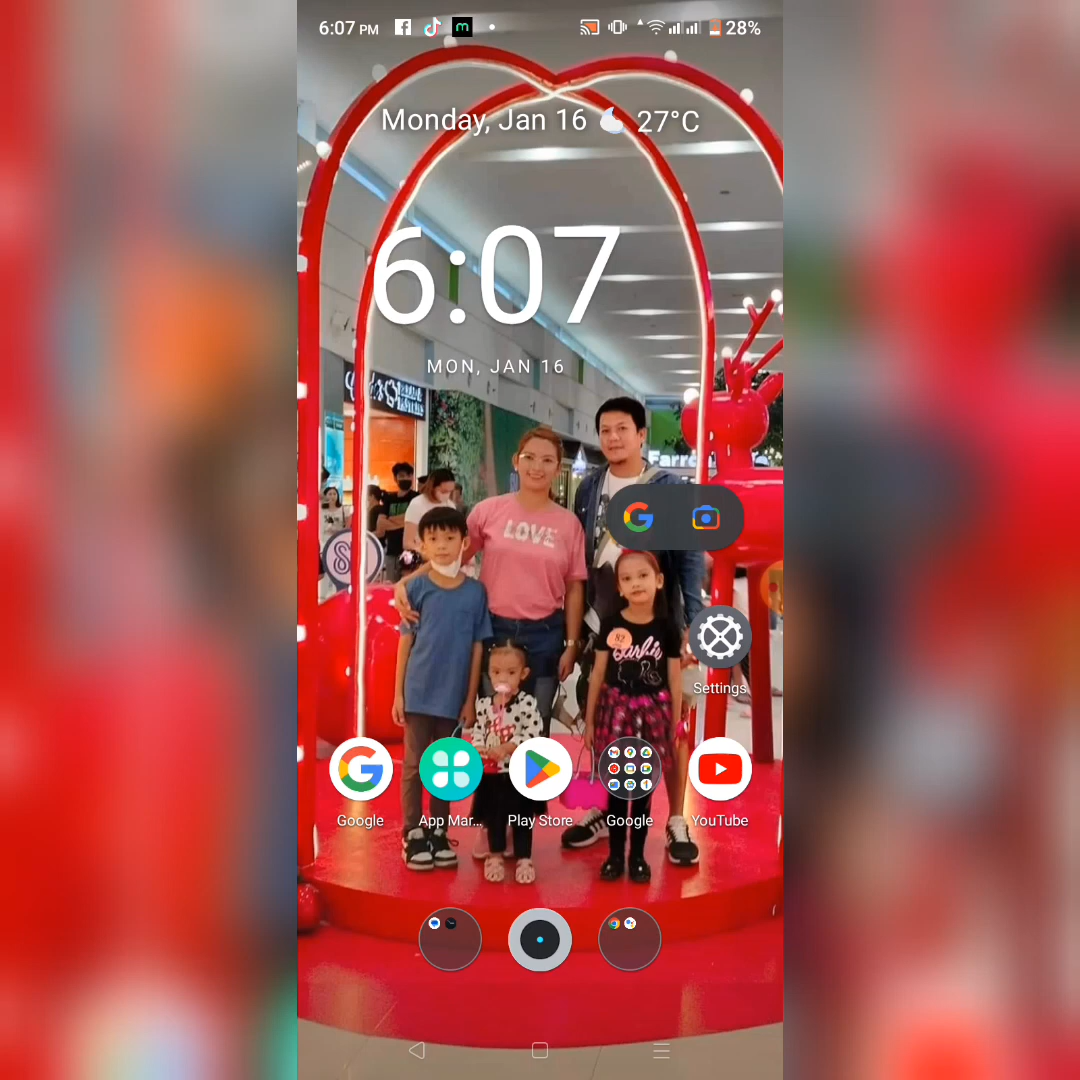 6:07 PM 28%
Monday, Jan 16 27°C
6:07
MON, JAN 16
LOVE
Barbie
Settings
Google
App Mar...
Play Store
Google
YouTube